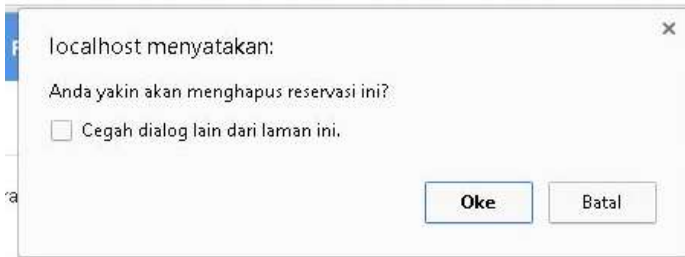 localhost menyatakan:
Anda yakin akan menghapus reservasi ini?
Cegah dialog lain dari laman ini.
Oke
Batal